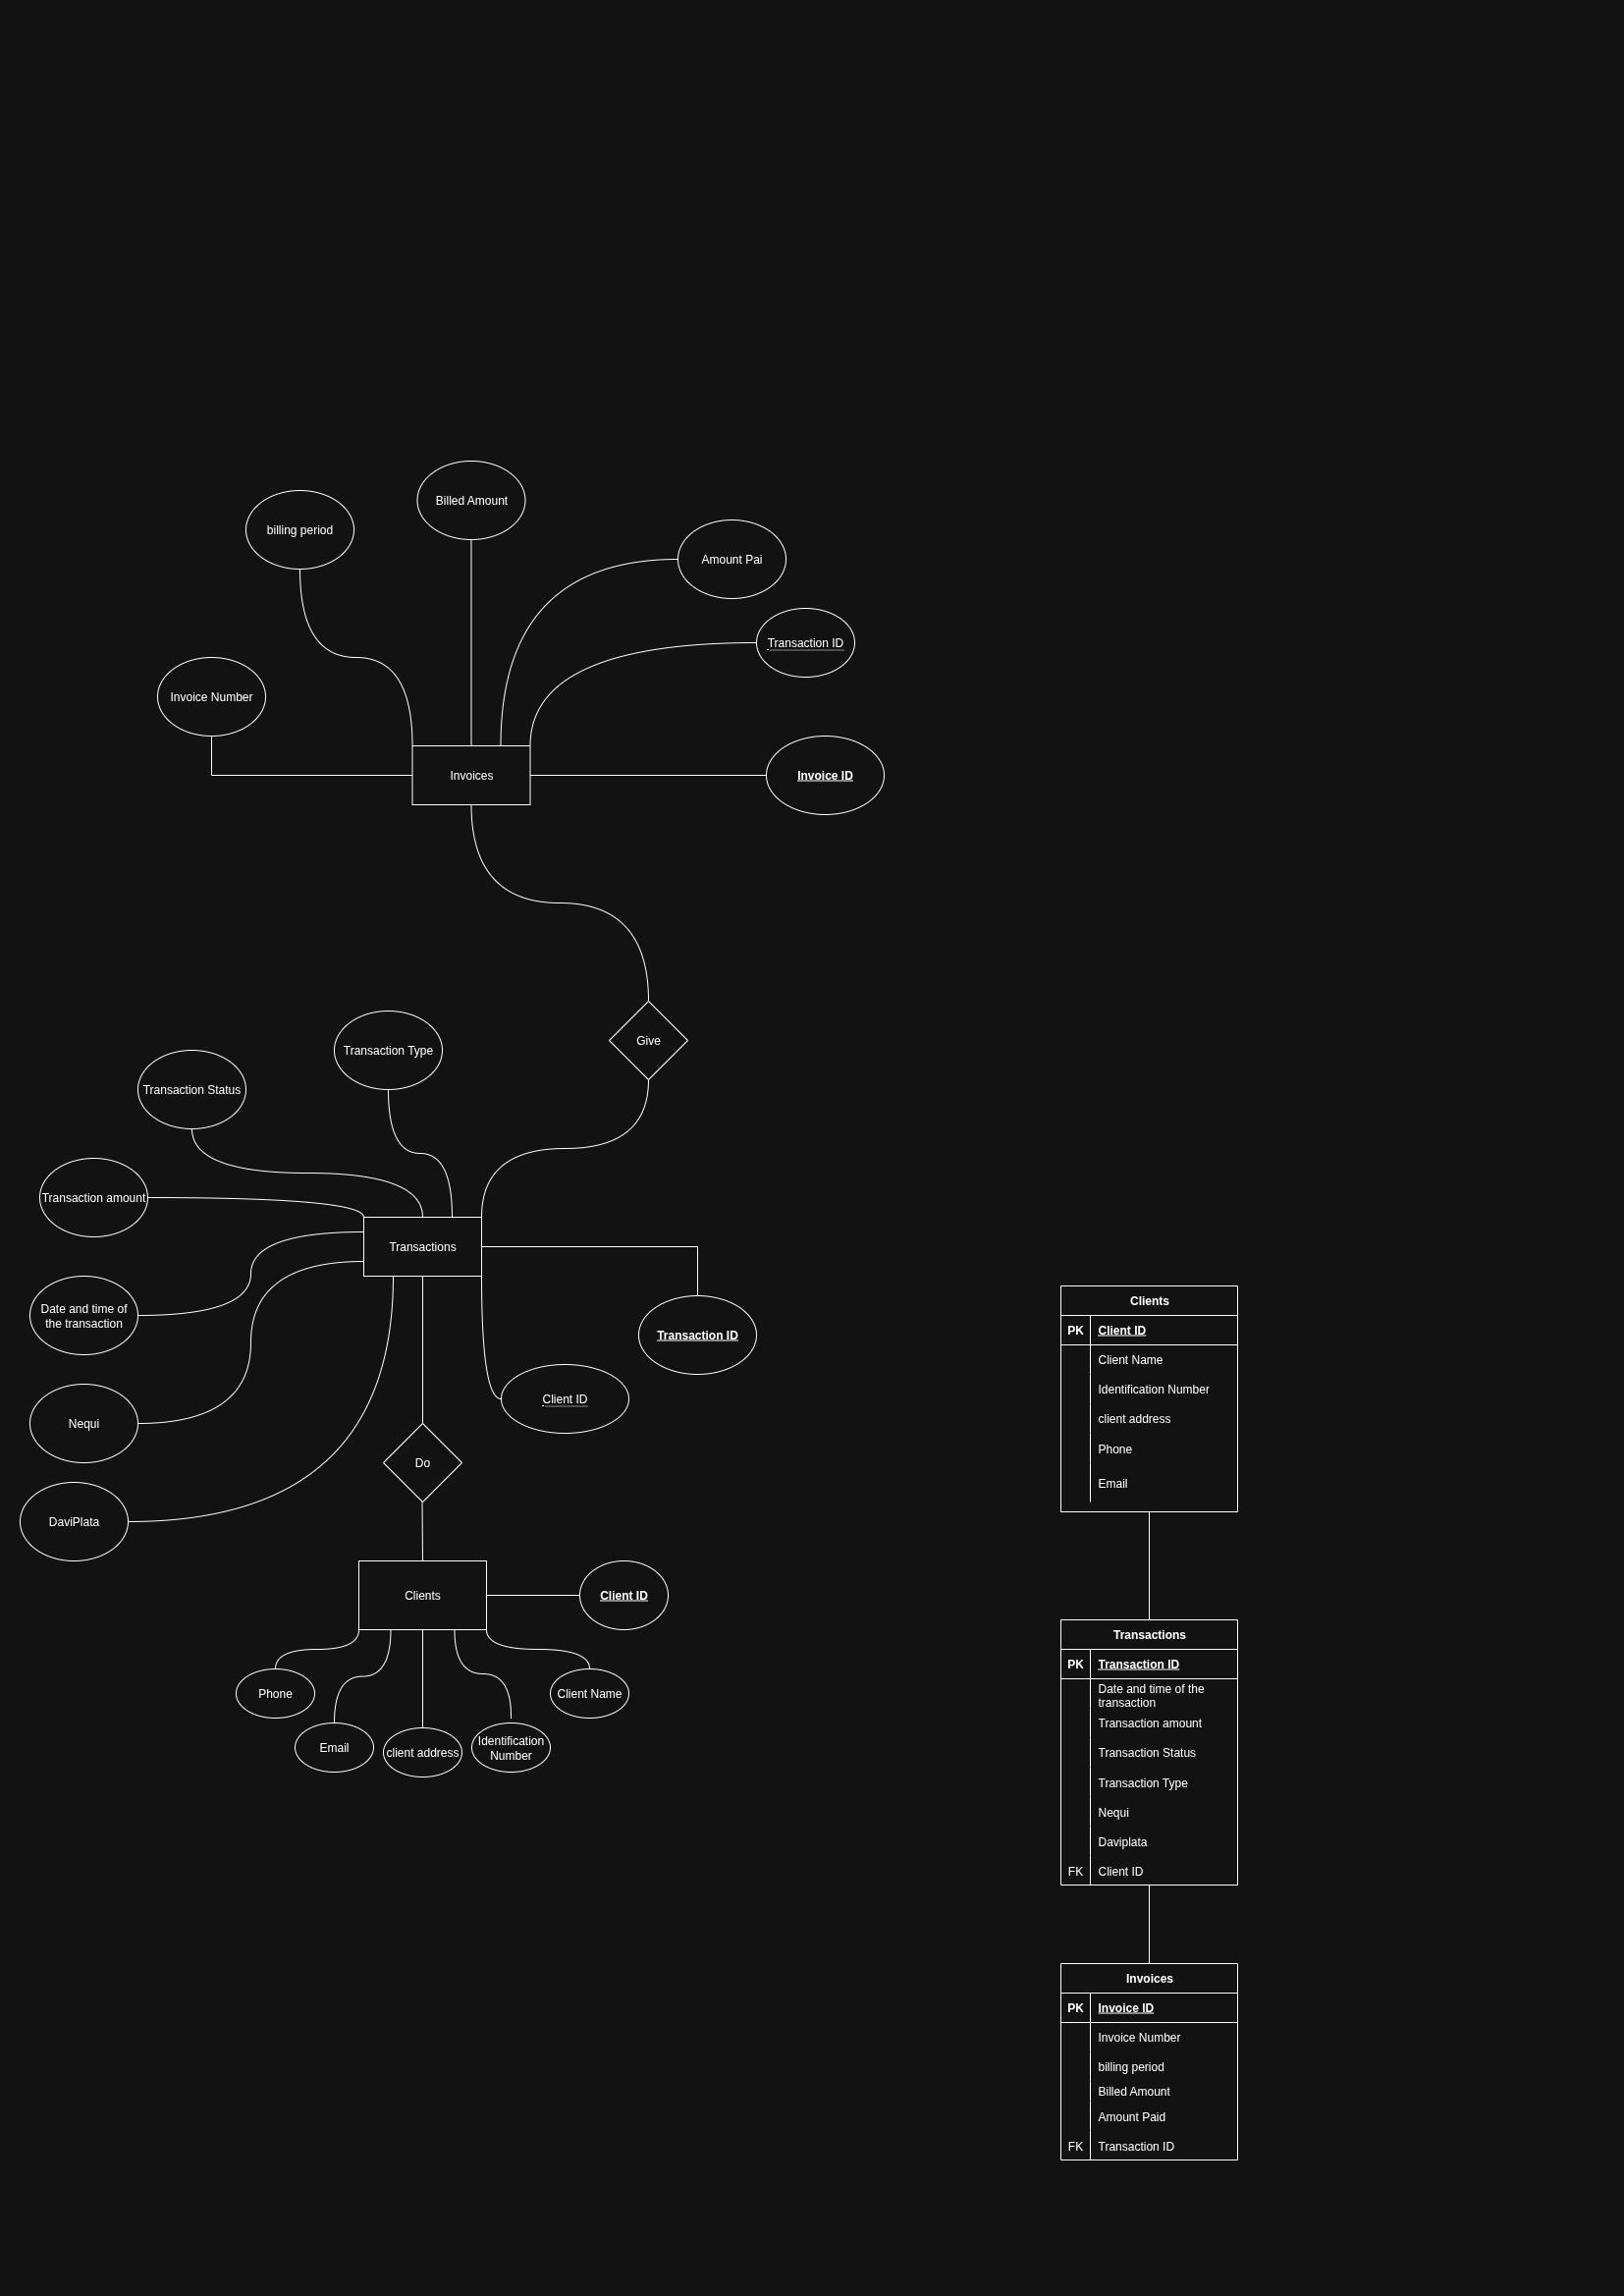 Billed Amount
billing period
Amount Pai
Transaction ID
Invoice Number
Invoices
Invoice ID
Give
Transaction Type
Transaction Status
Transaction amount
Transactions
Date and time of
the transaction
Transaction ID
Client ID
Nequi
Do
DaviPlata
Clients
Client ID
Phone
Client Name
Email
client address
Identification
Number
Clients
PK Client ID
Client Name
Identification Number
client address
Phone
Email
Transactions
PK Transaction ID
Date and time of the
transaction
Transaction amount
Transaction Status
Transaction Type
Nequi
Daviplata
FK Client ID
Invoices
PK Invoice ID
Invoice Number
billing period
Billed Amount
Amount Paid
FK Transaction ID